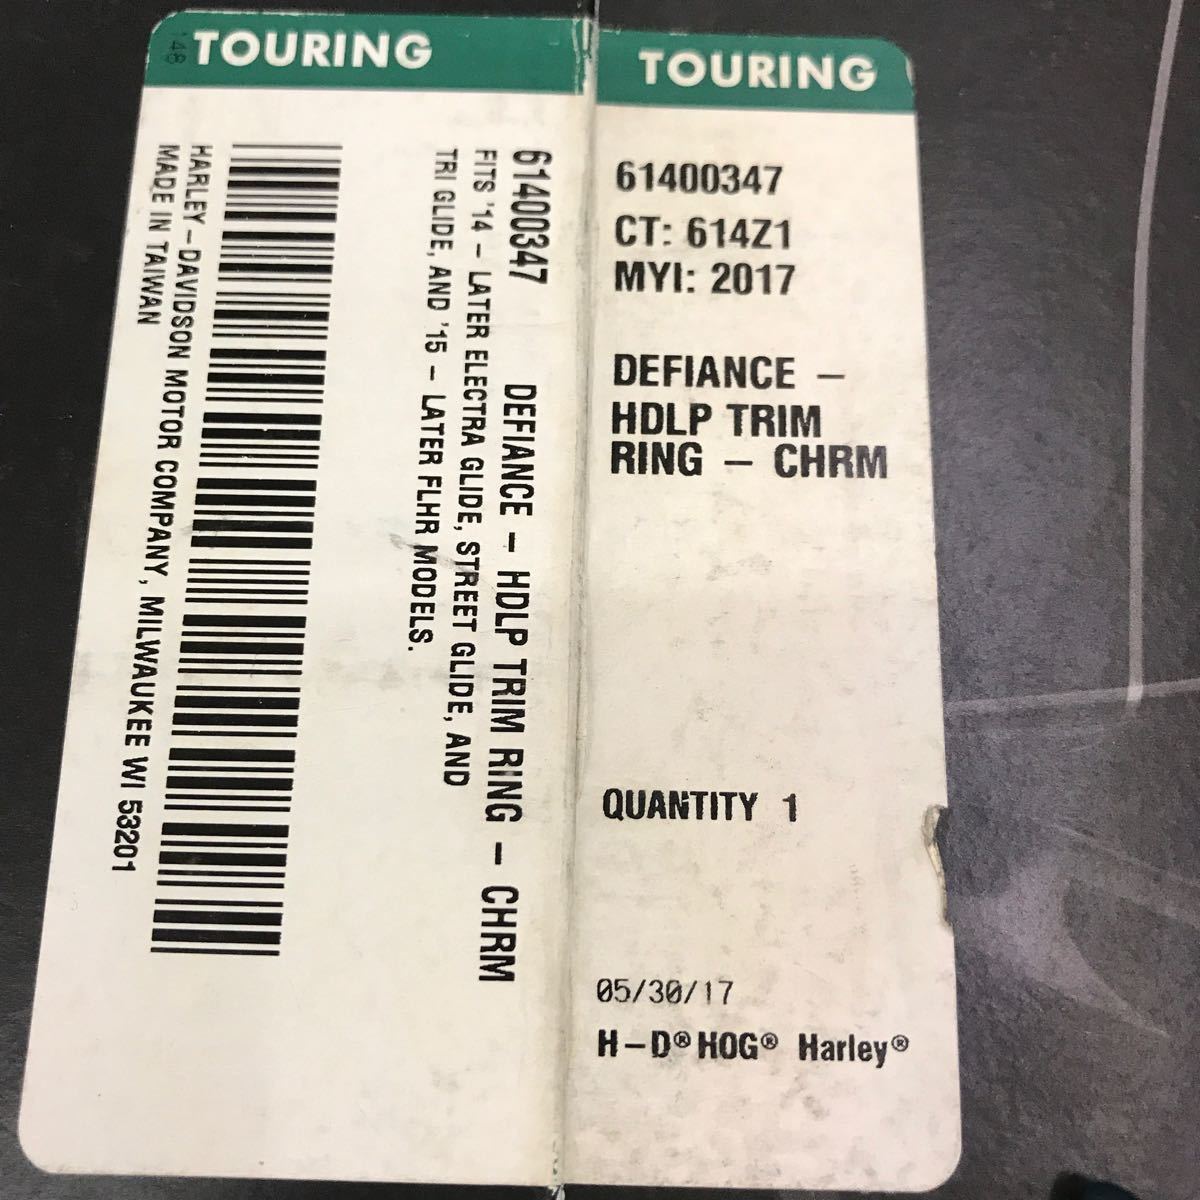 148
TOURING
61400347 DEFIANCE – HDLP TRIM RING – CHRM
FITS '14 – LATER ELECTRA GLIDE, STREET GLIDE, AND
TRI GLIDE, AND '15 – LATER FLHR MODELS.
HARLEY–DAVIDSON MOTOR COMPANY, MILWAUKEE WI 53201
MADE IN TAIWAN
TOURING
61400347
CT: 614Z1
MYI: 2017
DEFIANCE –
HDLP TRIM
RING – CHRM
QUANTITY 1
05/30/17
H–D® HOG® Harley®